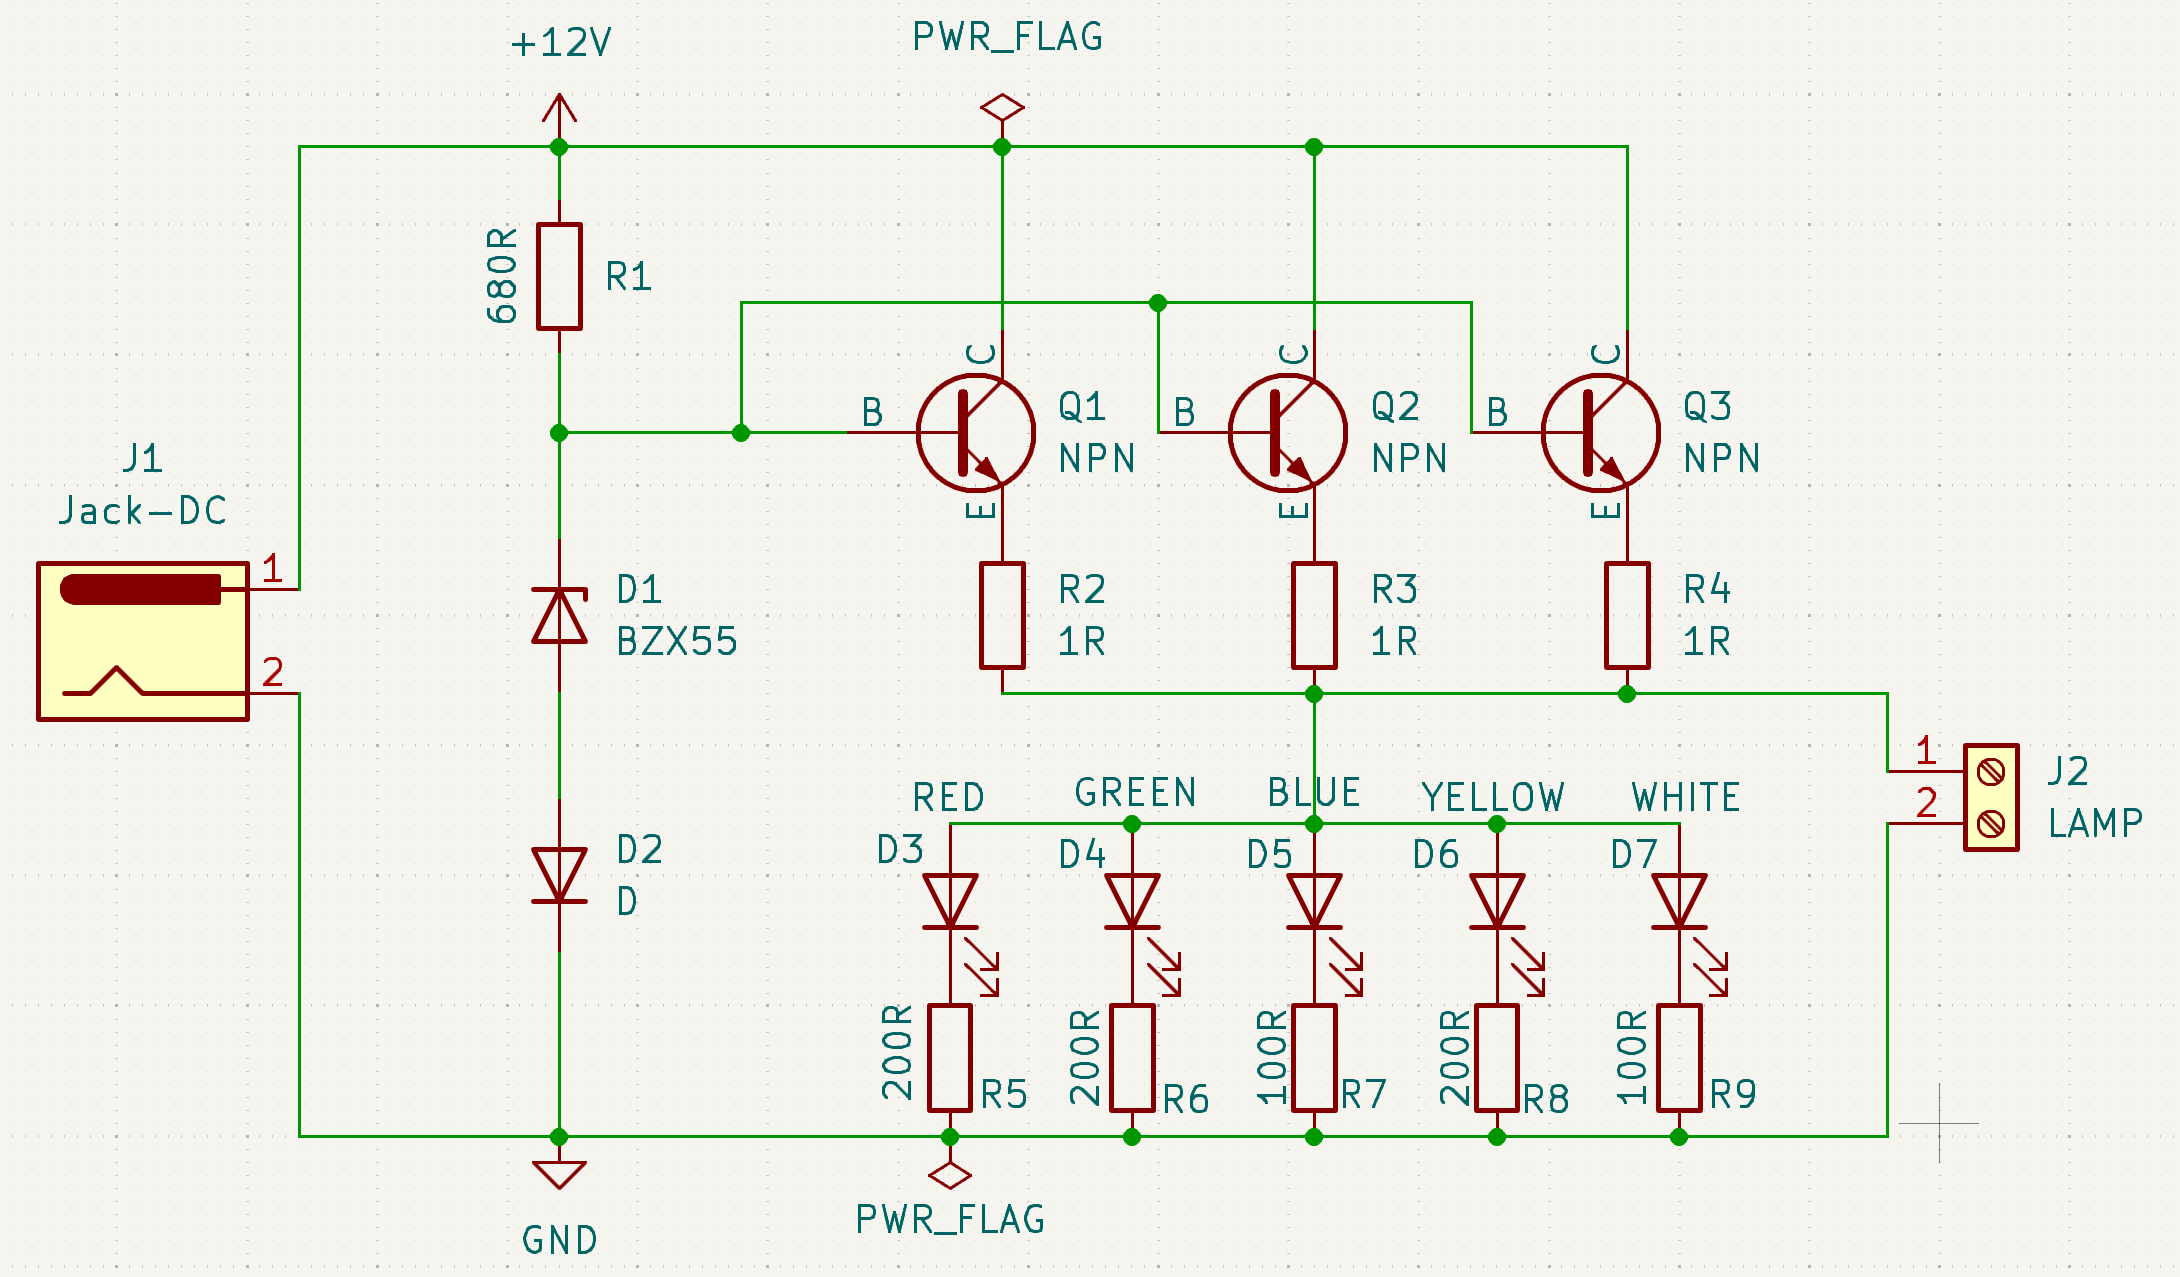 +12V
PWR_FLAG
680R
R1
C
C
C
B
Q1
NPN
B
Q2
NPN
B
Q3
NPN
J1
Jack-DC
E
E
E
1
2
D1
BZX55
R2
1R
R3
1R
R4
1R
1
2
J2
LAMP
RED
GREEN
BLUE
YELLOW
WHITE
D2
D
D3
D4
D5
D6
D7
200R
R5
200R
R6
100R
R7
200R
R8
100R
R9
PWR_FLAG
GND